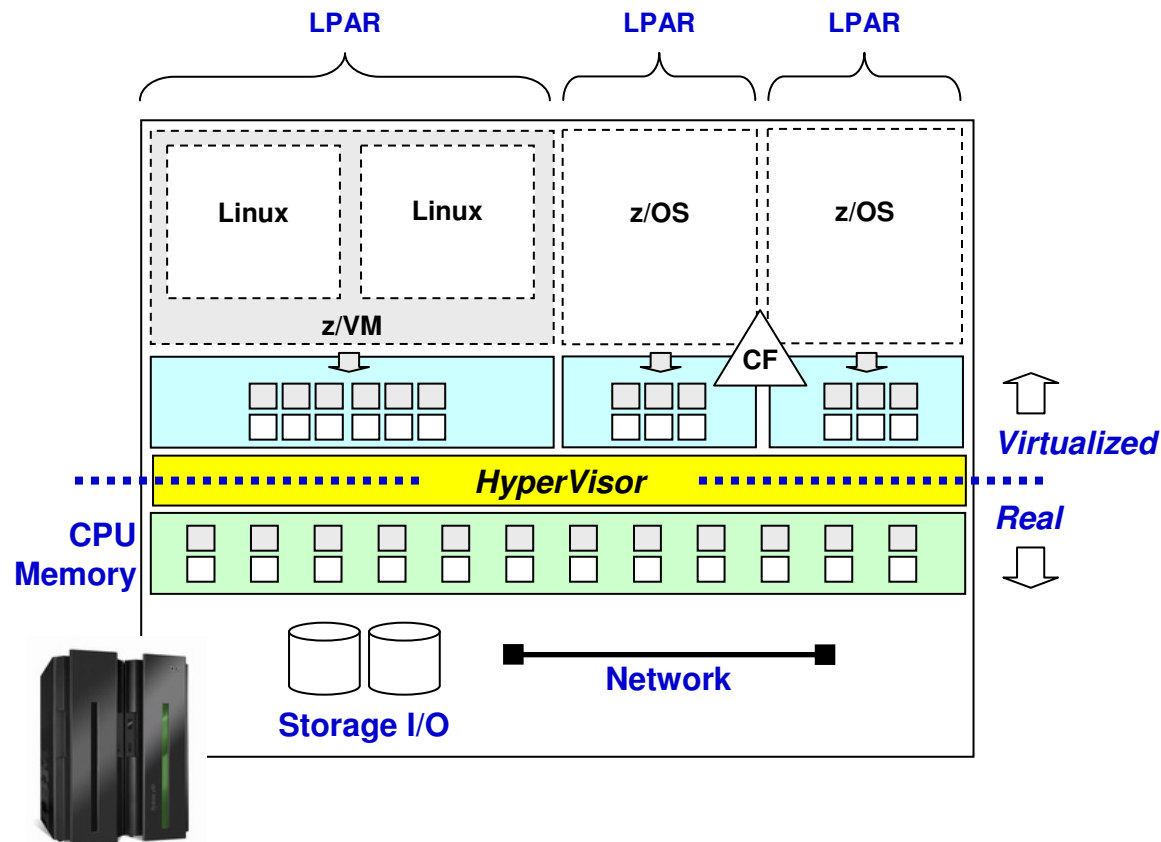 LPAR
LPAR
LPAR
Linux
Linux
z/OS
z/OS
z/VM
CF
Virtualized
HyperVisor
Real
CPU
Memory
Network
Storage I/O